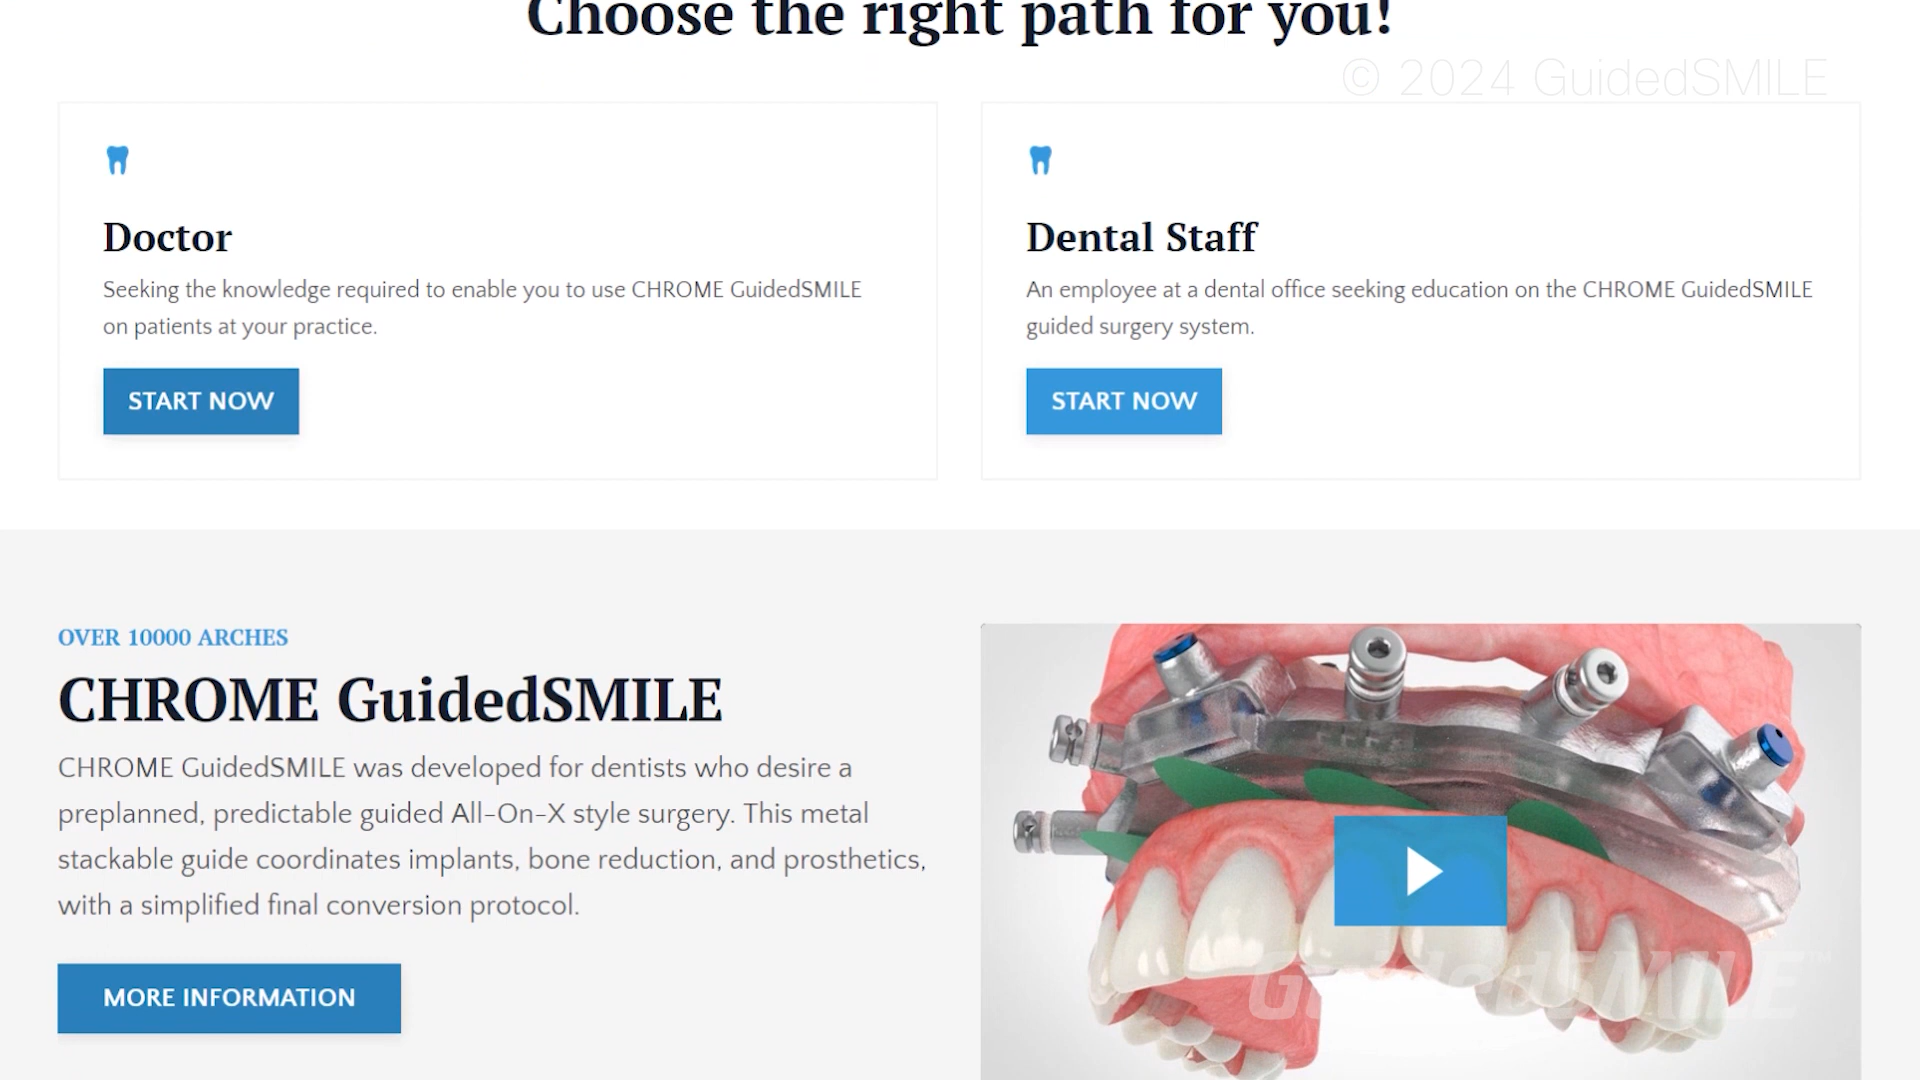 Choose the right path for you!
© 2024 GuidedSMILE
Doctor
Seeking the knowledge required to enable you to use CHROME GuidedSMILE
on patients at your practice.
START NOW
Dental Staff
An employee at a dental office seeking education on the CHROME GuidedSMILE
guided surgery system.
START NOW
OVER 10000 ARCHES
CHROME GuidedSMILE
CHROME GuidedSMILE was developed for dentists who desire a
preplanned, predictable guided All-On-X style surgery. This metal
stackable guide coordinates implants, bone reduction, and prosthetics,
with a simplified final conversion protocol.
MORE INFORMATION
GuidedSMILE™